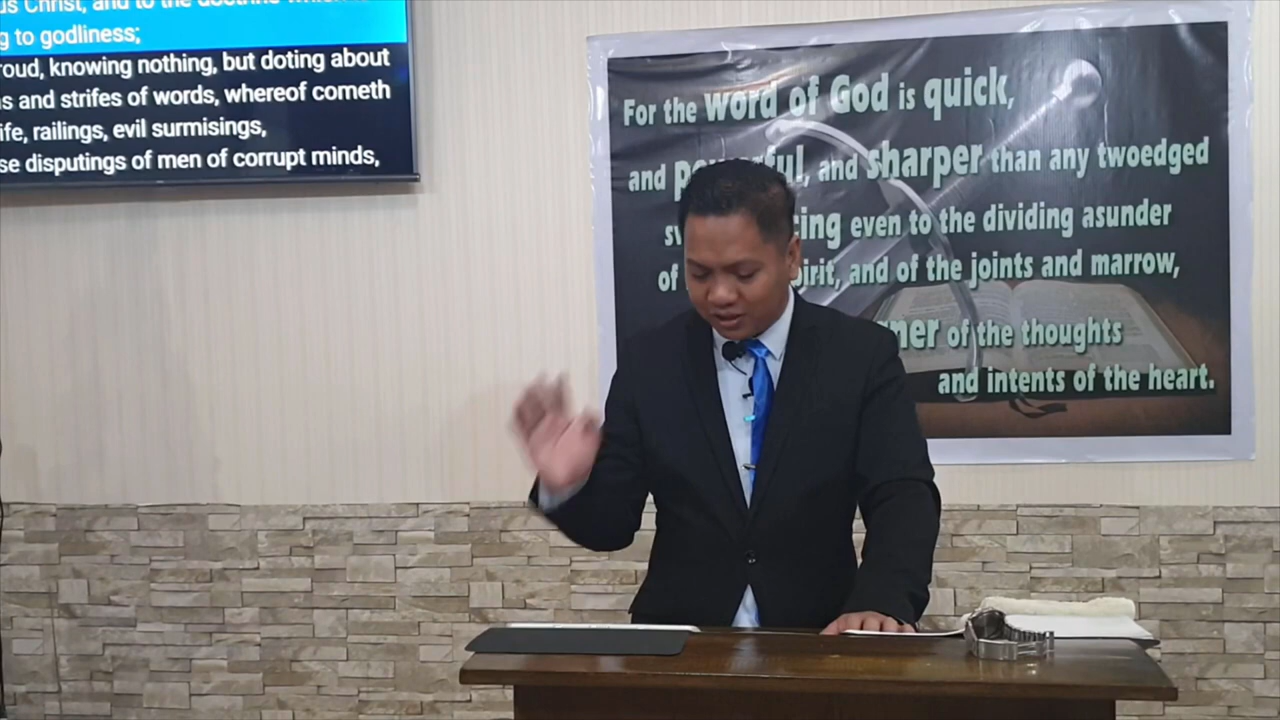 us Christ, and to the doctrine which
g to godliness;
roud, knowing nothing, but doting about
s and strifes of words, whereof cometh
ife, railings, evil surmisings,
se disputings of men of corrupt minds,
For the word of God is quick,
and powerful, and sharper than any twoedged
cing even to the dividing asunder
of irit, and of the joints and marrow,
ner of the thoughts
and intents of the heart.